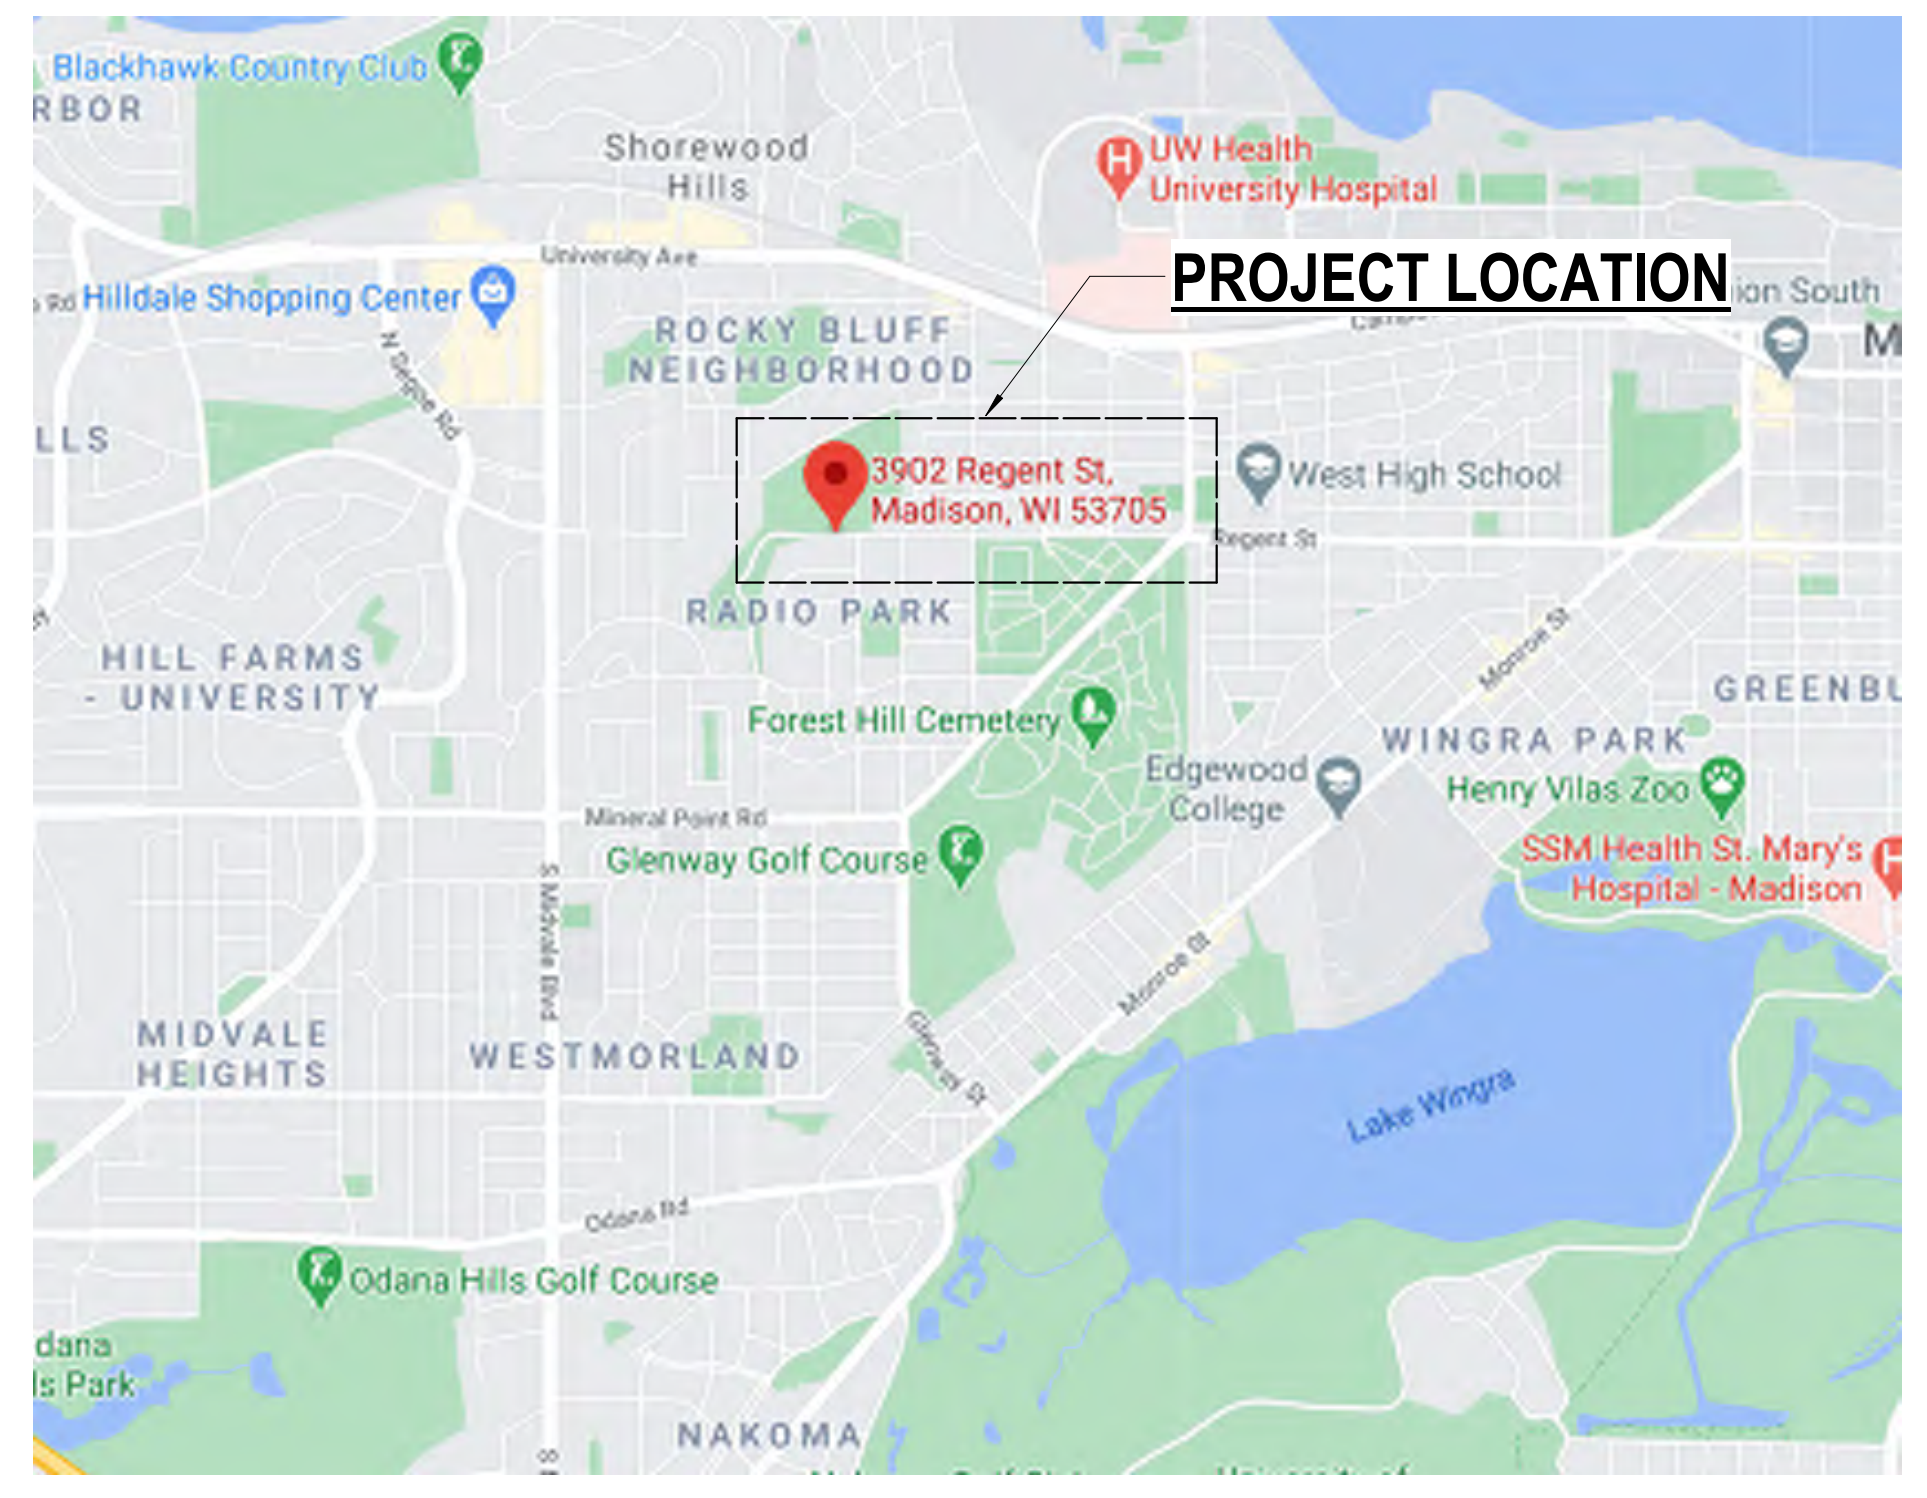 Blackhawk Country Club
RBOR
Shorewood
Hills
UW Health
University Hospital
University Ave
PROJECT LOCATION
ion South
Rd
Hilldale Shopping Center
M
N Segoe Rd
ROCKY BLUFF
NEIGHBORHOOD
LLS
3902 Regent St,
Madison, WI 53705
West High School
Regent St
RADIO PARK
HILL FARMS
- UNIVERSITY
Monroe St
GREENBU
Forest Hill Cemetery
WINGRA PARK
Edgewood
College
Henry Vilas Zoo
Mineral Point Rd
Glenway Golf Course
SSM Health St. Mary's
Hospital - Madison
S Midvale Blvd
Monroe St
MIDVALE
HEIGHTS
WESTMORLAND
Glenway St
Lake Wingra
Odana Rd
Odana Hills Golf Course
dana
ls Park
NAKOMA